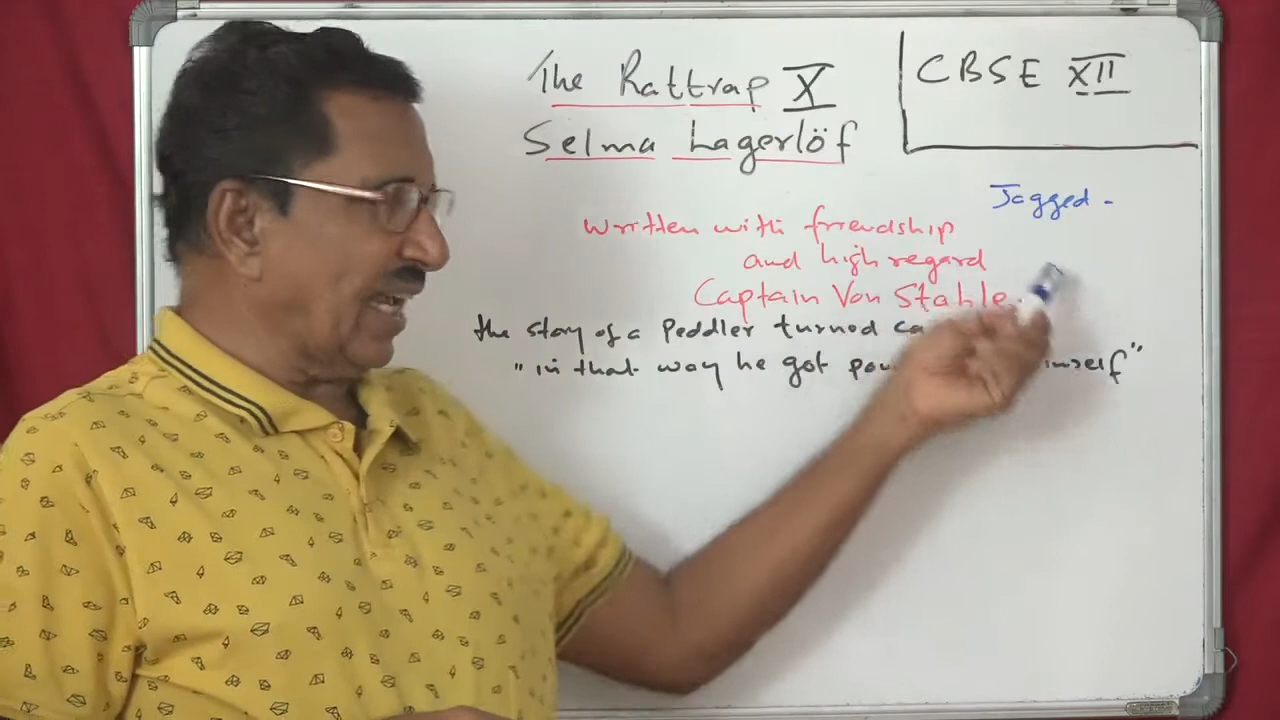 The Rattrap X
Selma Lagerlöf
CBSE XII
Jagged -
written with friendship
and high regard
Captain Von Stahle
the story of a Peddler turned
"in that way he got